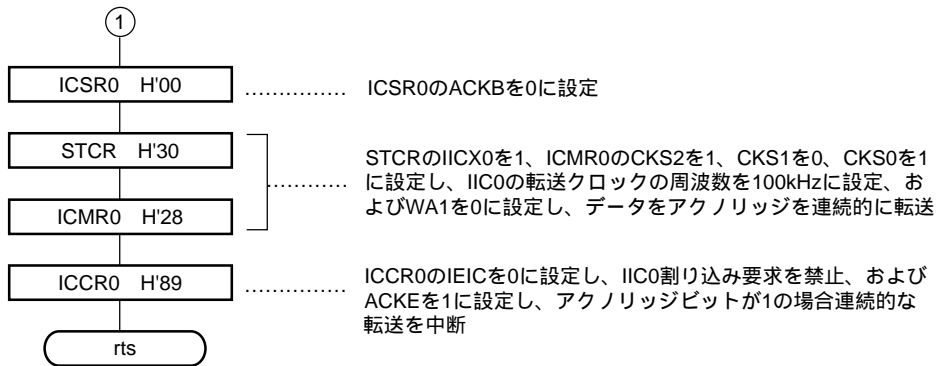 1
ICSR0 H'00
............... ICSR0のACKBを0に設定
STCR H'30
ICMR0 H'28
............ STCRのIICX0を1、ICMR0のCKS2を1、CKS1を0、CKS0を1
に設定し、IIC0の転送クロックの周波数を100kHzに設定、お
よびWA1を0に設定し、データをアクノリッジを連続的に転送
ICCR0 H'89
............... ICCR0のIEICを0に設定し、IIC0割り込み要求を禁止、および
ACKEを1に設定し、アクノリッジビットが1の場合連続的な
転送を中断
rts